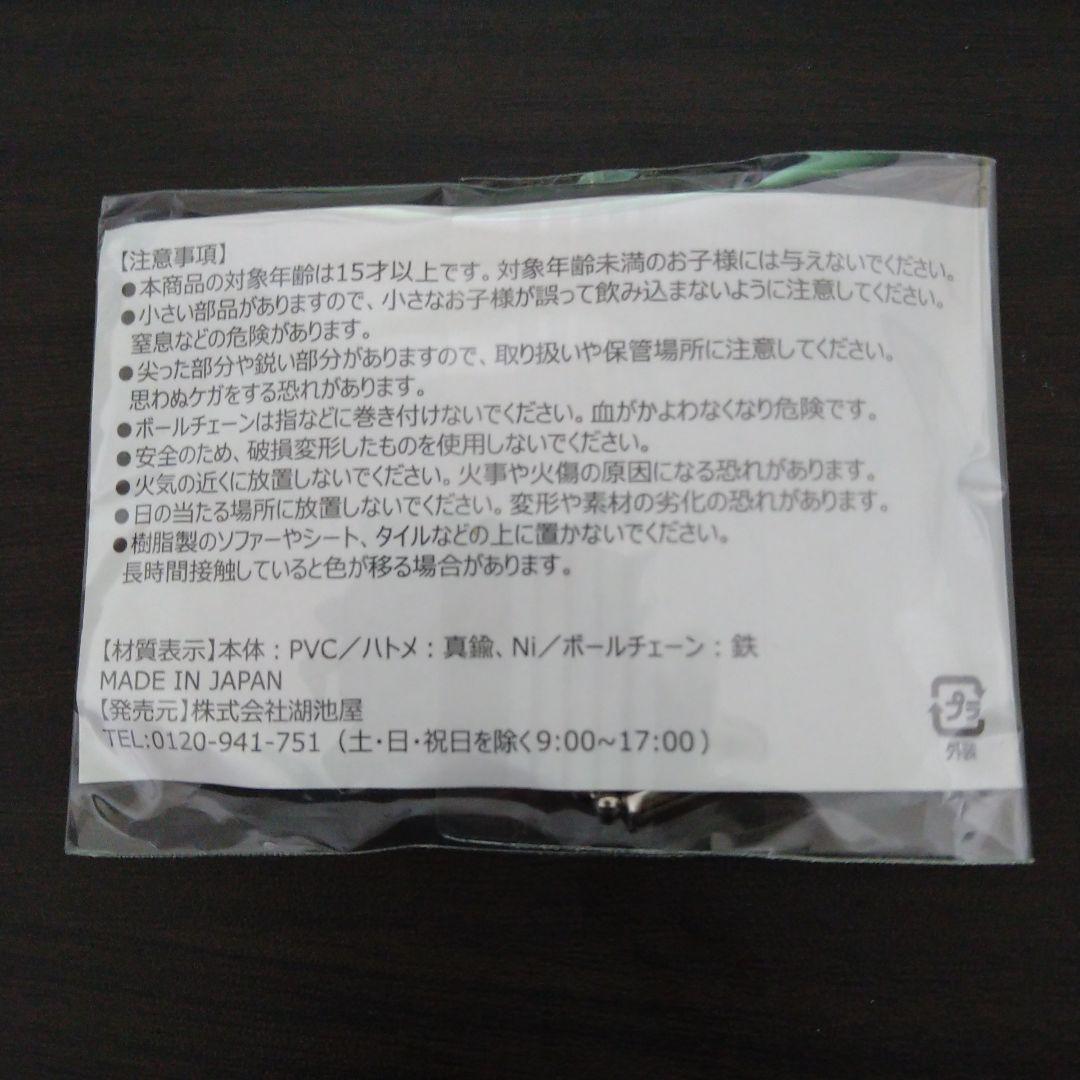 【注意事項】
●本商品の対象年齢は15才以上です。対象年齢未満のお子様には与えないでください。
●小さい部品がありますので、小さなお子様が誤って飲み込まないように注意してください。
窒息などの危険があります。
●尖った部分や鋭い部分がありますので、取り扱いや保管場所に注意してください。
思わぬケガをする恐れがあります。
●ボールチェーンは指などに巻き付けないでください。血がかよわなくなり危険です。
●安全のため、破損変形したものを使用しないでください。
●火気の近くに放置しないでください。火事や火傷の原因になる恐れがあります。
●日の当たる場所に放置しないでください。変形や素材の劣化の恐れがあります。
●樹脂製のソファーやシート、タイルなどの上に置かないでください。
長時間接触していると色が移る場合があります。
【材質表示】本体：PVC／ハトメ：真鍮、Ni／ボールチェーン：鉄
MADE IN JAPAN
【発売元】株式会社湖池屋
TEL:0120-941-751（土・日・祝日を除く9:00~17:00）
プラ
外装